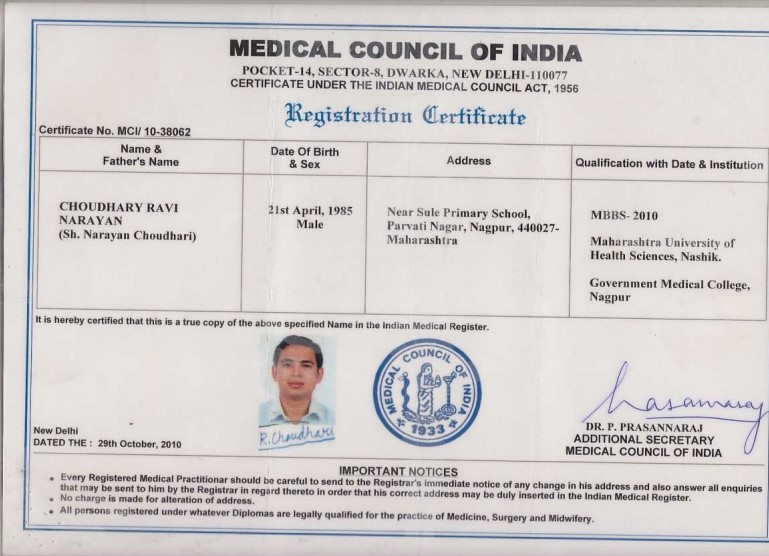 MEDICAL COUNCIL OF INDIA
POCKET-14, SECTOR-8, DWARKA, NEW DELHI-110077
CERTIFICATE UNDER THE INDIAN MEDICAL COUNCIL ACT, 1956
Registration Certificate
Certificate No. MCI/ 10-38062
Name &
Father's Name
Date Of Birth
& Sex
Address
Qualification with Date & Institution
CHOUDHARY RAVI
NARAYAN
(Sh. Narayan Choudhari)
21st April, 1985
Male
Near Sule Primary School,
Parvati Nagar, Nagpur, 440027-
Maharashtra
MBBS- 2010
Maharashtra University of
Health Sciences, Nashik.
Government Medical College,
Nagpur
It is hereby certified that this is a true copy of the above specified Name in the Indian Medical Register.
R. Choudhari
MEDICAL COUNCIL OF INDIA
1933
New Delhi
DATED THE : 29th October, 2010
DR. P. PRASANNARAJ
ADDITIONAL SECRETARY
MEDICAL COUNCIL OF INDIA
IMPORTANT NOTICES
Every Registered Medical Practitionar should be careful to send to the Registrar's immediate notice of any change in his address and also answer all enquiries
that may be sent to him by the Registrar in regard thereto in order that his correct address may be duly inserted in the Indian Medical Register.
No charge is made for alteration of address.
All persons registered under whatever Diplomas are legally qualified for the practice of Medicine, Surgery and Midwifery.